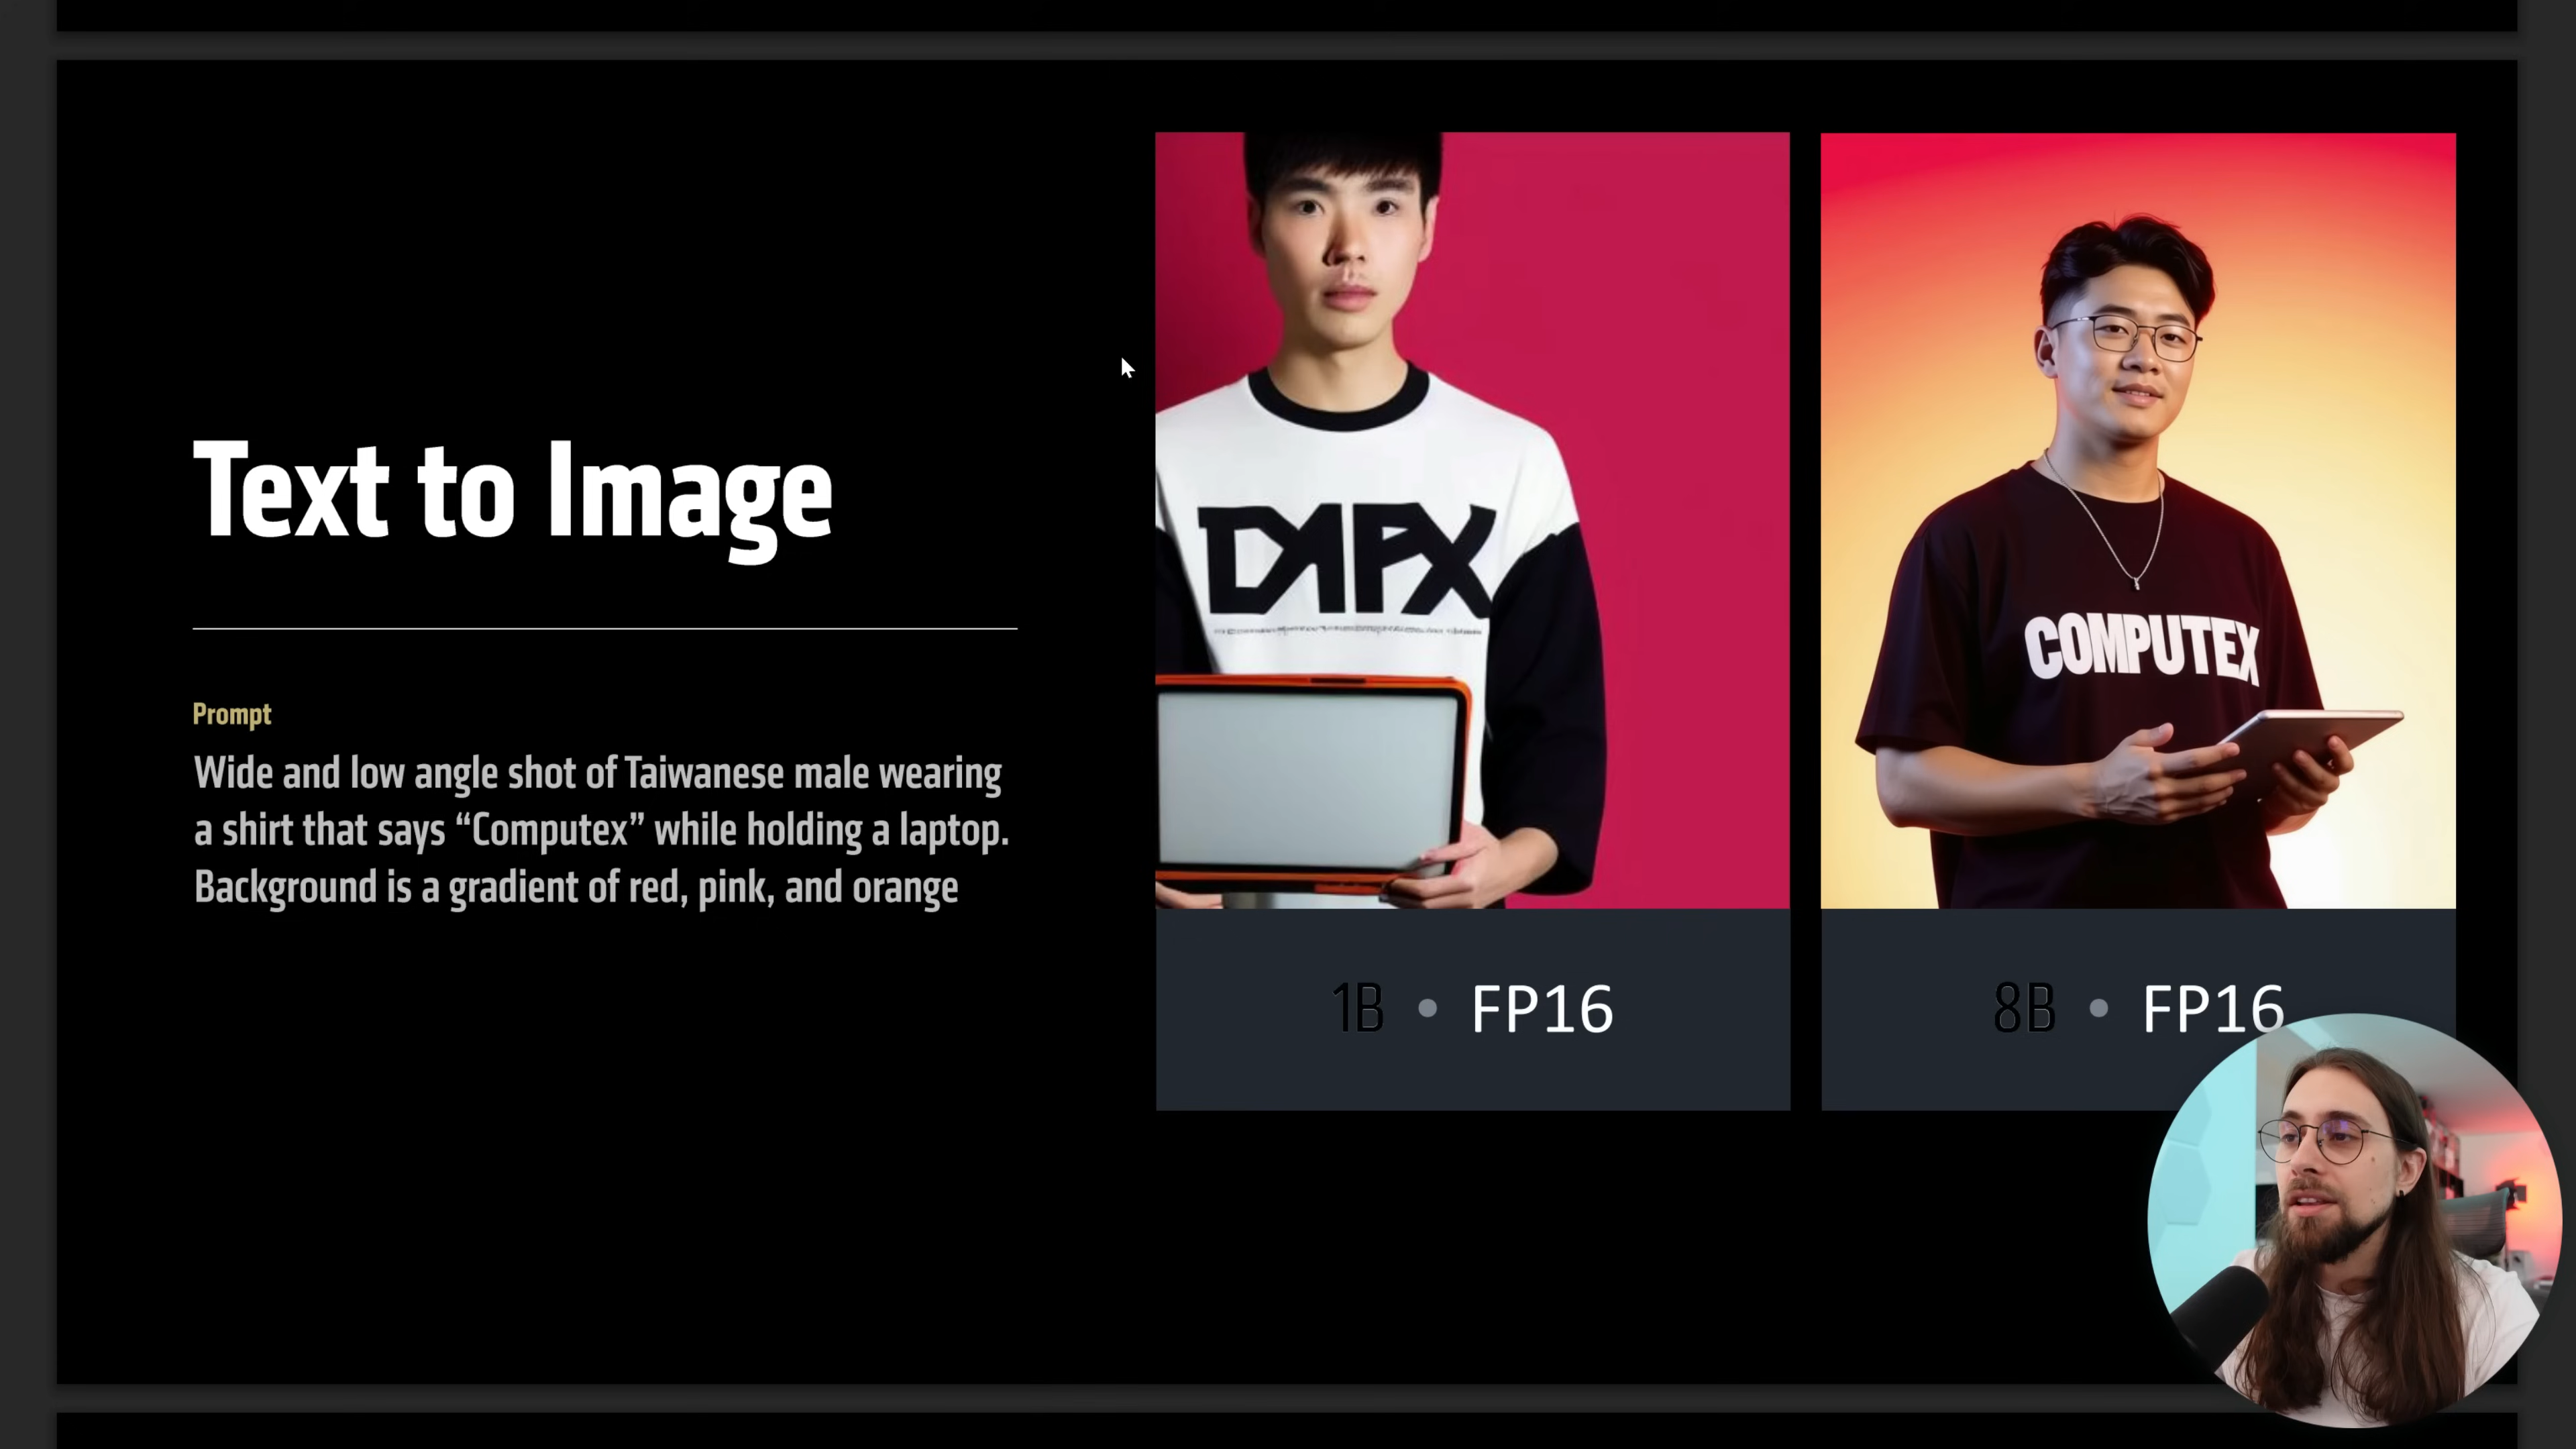 Text to Image
Prompt
Wide and low angle shot of Taiwanese male wearing
a shirt that says “Computex” while holding a laptop.
Background is a gradient of red, pink, and orange
DAPX
COMPUTEX
1B • FP16
8B • FP16